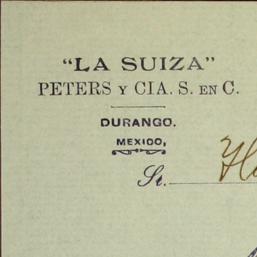 "LA SUIZA"
PETERS Y CIA. S. EN C.
DURANGO.
MEXICO,
Sr.